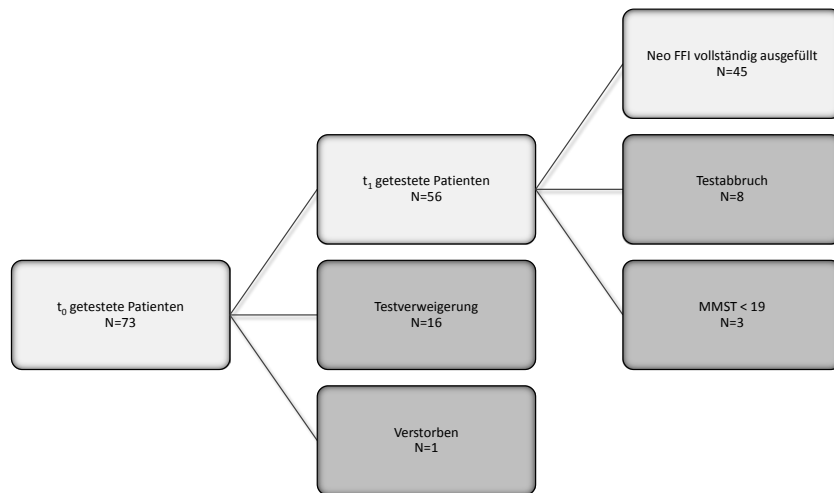 Neo FFI vollständig ausgefüllt
N=45
t₁ getestete Patienten
N=56
Testabbruch
N=8
t₀ getestete Patienten
N=73
Testverweigerung
N=16
MMST < 19
N=3
Verstorben
N=1